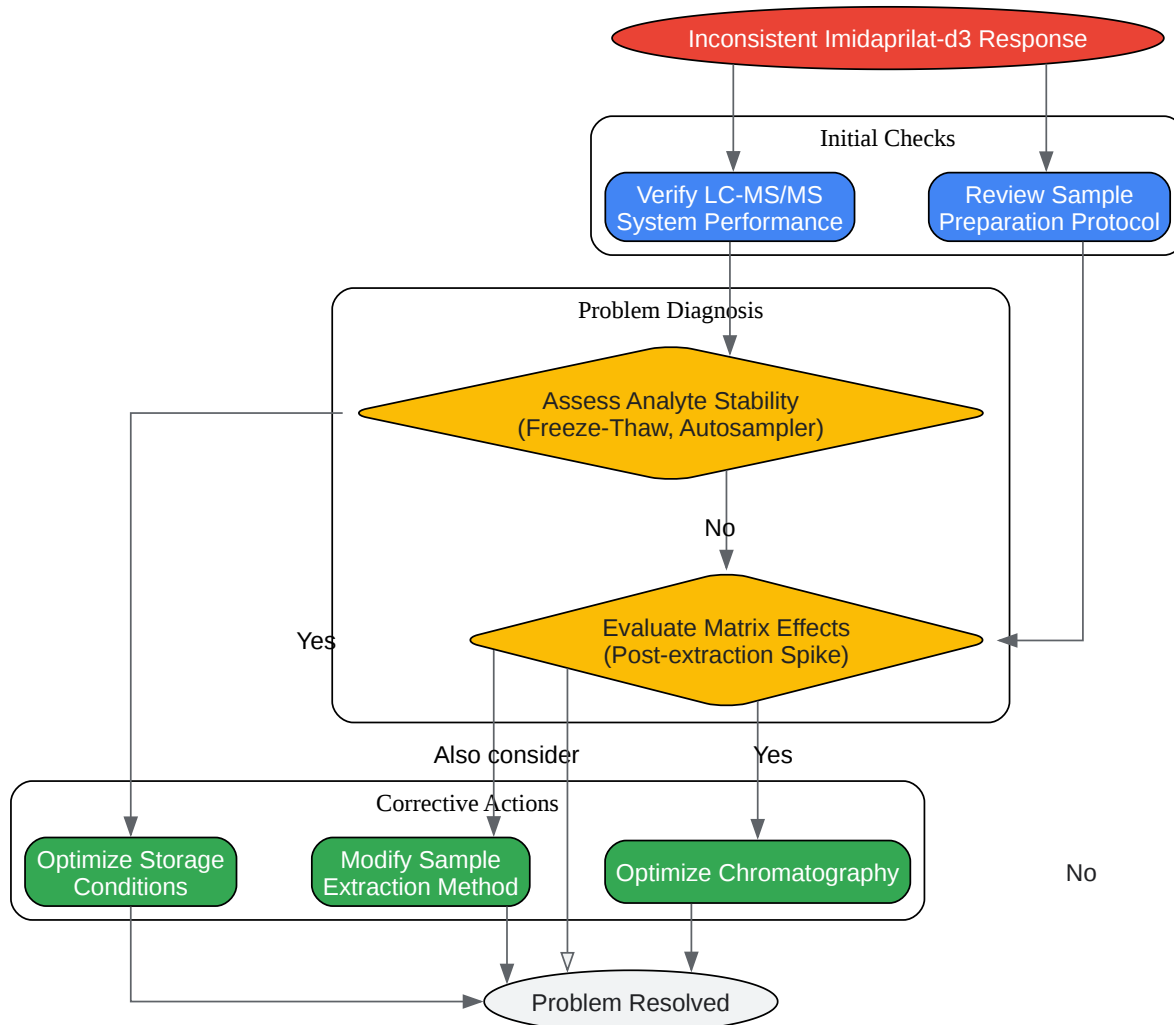 Inconsistent Imidaprilat-d3 Response
Initial Checks
Verify LC-MS/MS
System Performance
Review Sample
Preparation Protocol
Problem Diagnosis
Assess Analyte Stability
(Freeze-Thaw, Autosampler)
No
Evaluate Matrix Effects
(Post-extraction Spike)
Yes
Also consider
Yes
Corrective Actions
Optimize Storage
Conditions
Modify Sample
Extraction Method
Optimize Chromatography
No
Problem Resolved